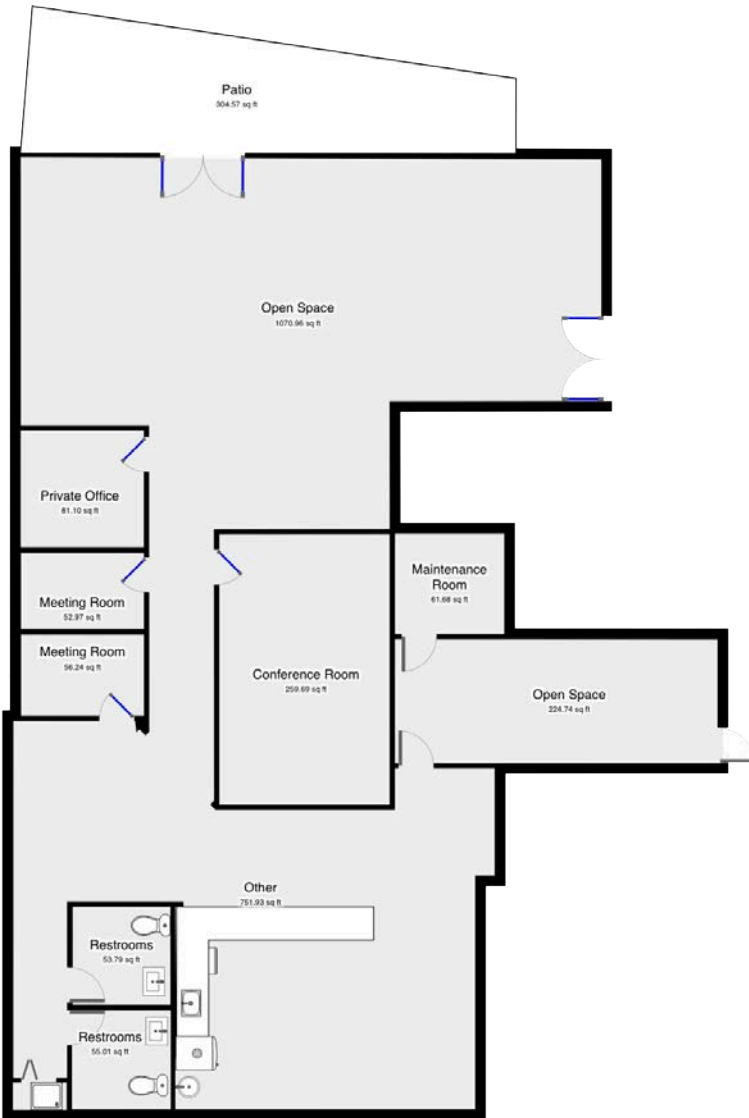 Patio
304.57 sq ft
Open Space
1070.96 sq ft
Private Office
81.10 sq ft
Meeting Room
52.97 sq ft
Meeting Room
56.24 sq ft
Maintenance
Room
61.68 sq ft
Conference Room
259.69 sq ft
Open Space
224.74 sq ft
Other
751.93 sq ft
Restrooms
53.79 sq ft
Restrooms
55.01 sq ft